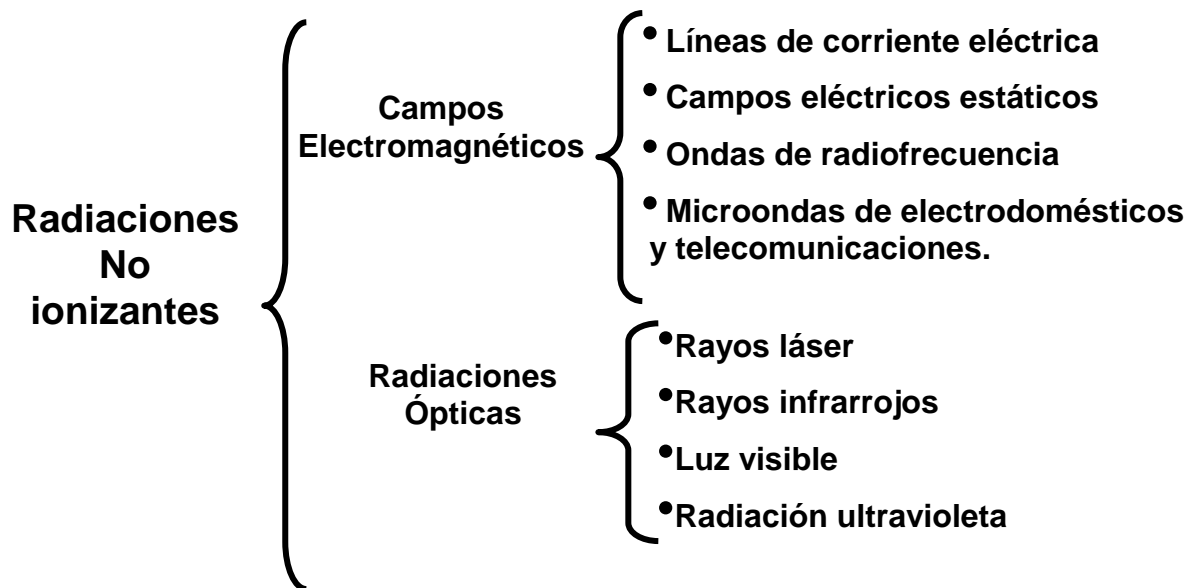 Radiaciones
No
ionizantes
Campos
Electromagnéticos
• Líneas de corriente eléctrica
• Campos eléctricos estáticos
• Ondas de radiofrecuencia
• Microondas de electrodomésticos
y telecomunicaciones.
Radiaciones
Ópticas
•Rayos láser
•Rayos infrarrojos
•Luz visible
•Radiación ultravioleta